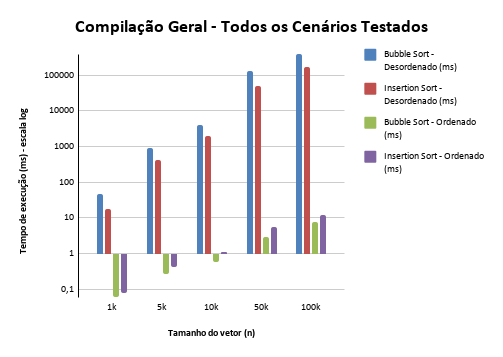 Compilação Geral - Todos os Cenários Testados
Tempo de execução (ms) - escala log
100000
10000
1000
100
10
1
0,1
1k
5k
10k
50k
100k
Tamanho do vetor (n)
Bubble Sort -
Desordenado (ms)
Insertion Sort -
Desordenado (ms)
Bubble Sort - Ordenado
(ms)
Insertion Sort - Ordenado
(ms)